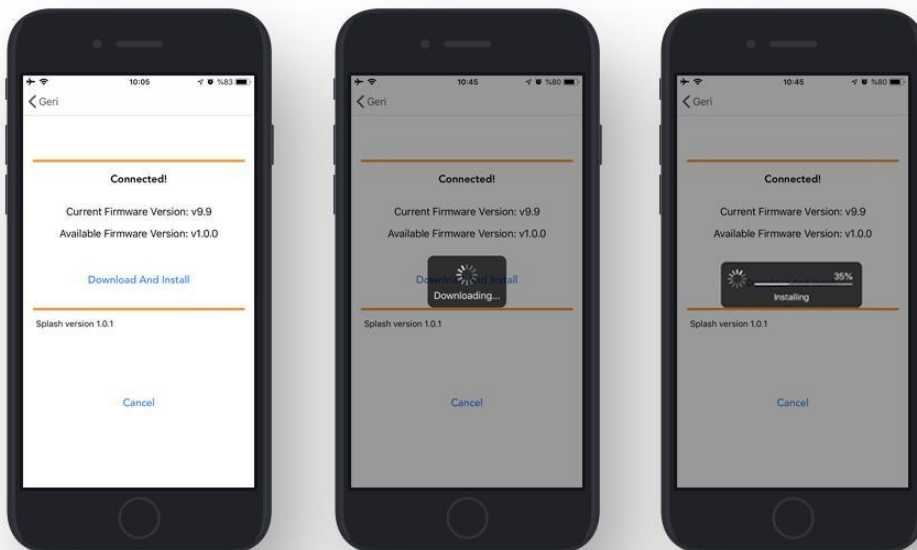 10:05
%83
Geri
Connected!
Current Firmware Version: v9.9
Available Firmware Version: v1.0.0
Download And Install
Splash version 1.0.1
Cancel
10:45
%80
Geri
Connected!
Current Firmware Version: v9.9
Available Firmware Version: v1.0.0
Download And Install
Downloading...
Splash version 1.0.1
Cancel
10:45
%80
Geri
Connected!
Current Firmware Version: v9.9
Available Firmware Version: v1.0.0
35%
Installing
Splash version 1.0.1
Cancel